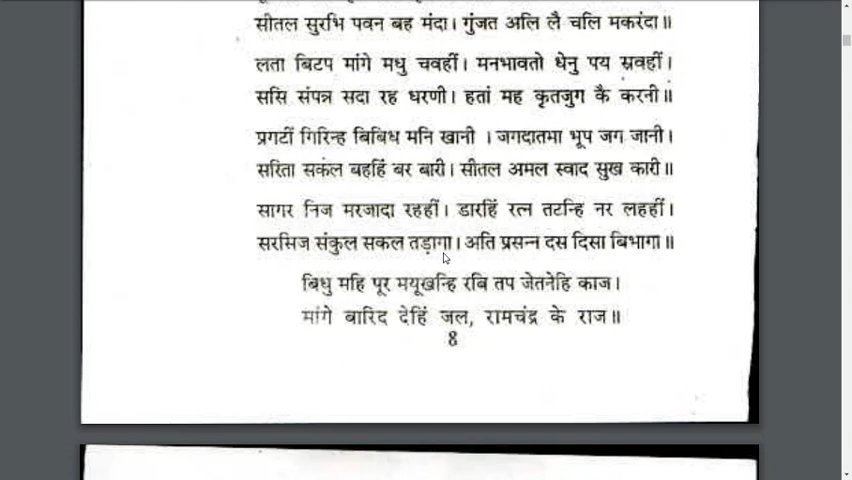 सीतल सुरभि पवन बह मंदा। गुंजत अलि लै चलि मकरंदा॥
लता बिटप मांगे मधु चवहीं। मनभावतो धेनु पय स्रवहीं।
ससि संपन्न सदा रह धरणी। हतां मह कृतजुग कै करनी॥
प्रगटीं गिरिन्ह बिबिध मनि खानी । जगदातभा भूप जग जानी।
सरिता सकंल बहहिं बर बारी। सीतल अमल स्वाद सुख कारी॥
सागर निज मरजादा रहहीं। डारहिं रत्न तटन्हि नर लहहीं।
सरसिज संकुल सकल तड़ागा। अति प्रसन्न दस दिसा बिभागा॥
बिधु महि पूर मयूखन्हि रबि तप जेतनेहि काज।
मांगे बारिद देहिं जल, रामचंद्र के राज॥
8